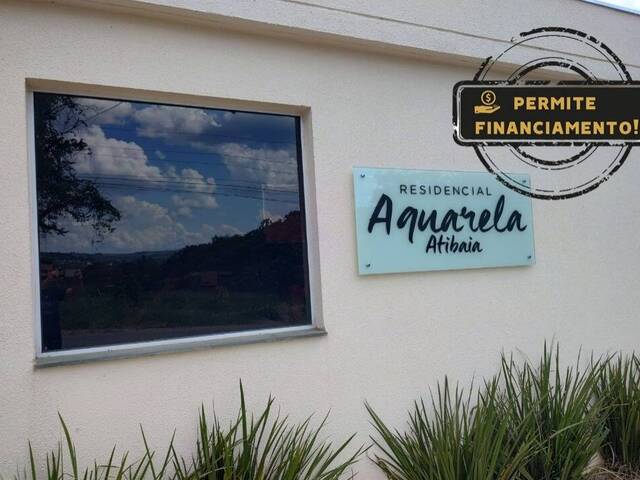 PERMITE
FINANCIAMENTO!
RESIDENCIAL
Aquarela
Atibaia